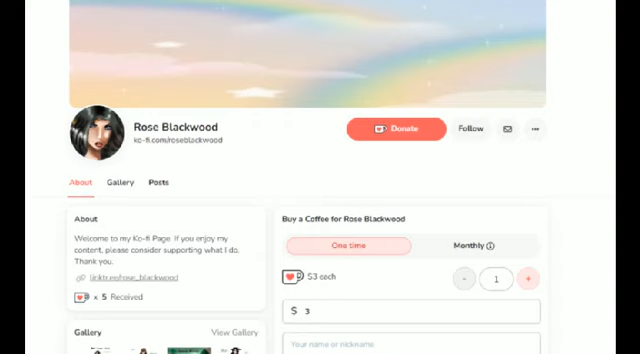 Rose Blackwood
ko-fi.com/roseblackwood
Donate
Follow
About
Gallery
Posts
About
Welcome to my Ko-fi Page. If you enjoy my
content, please consider supporting what I do.
Thank you.
linktr.ee/rose_blackwood
x 5 Received
Gallery
View Gallery
Buy a Coffee for Rose Blackwood
One time
Monthly
$3 each
- 1 +
$ 3
Your name or nickname